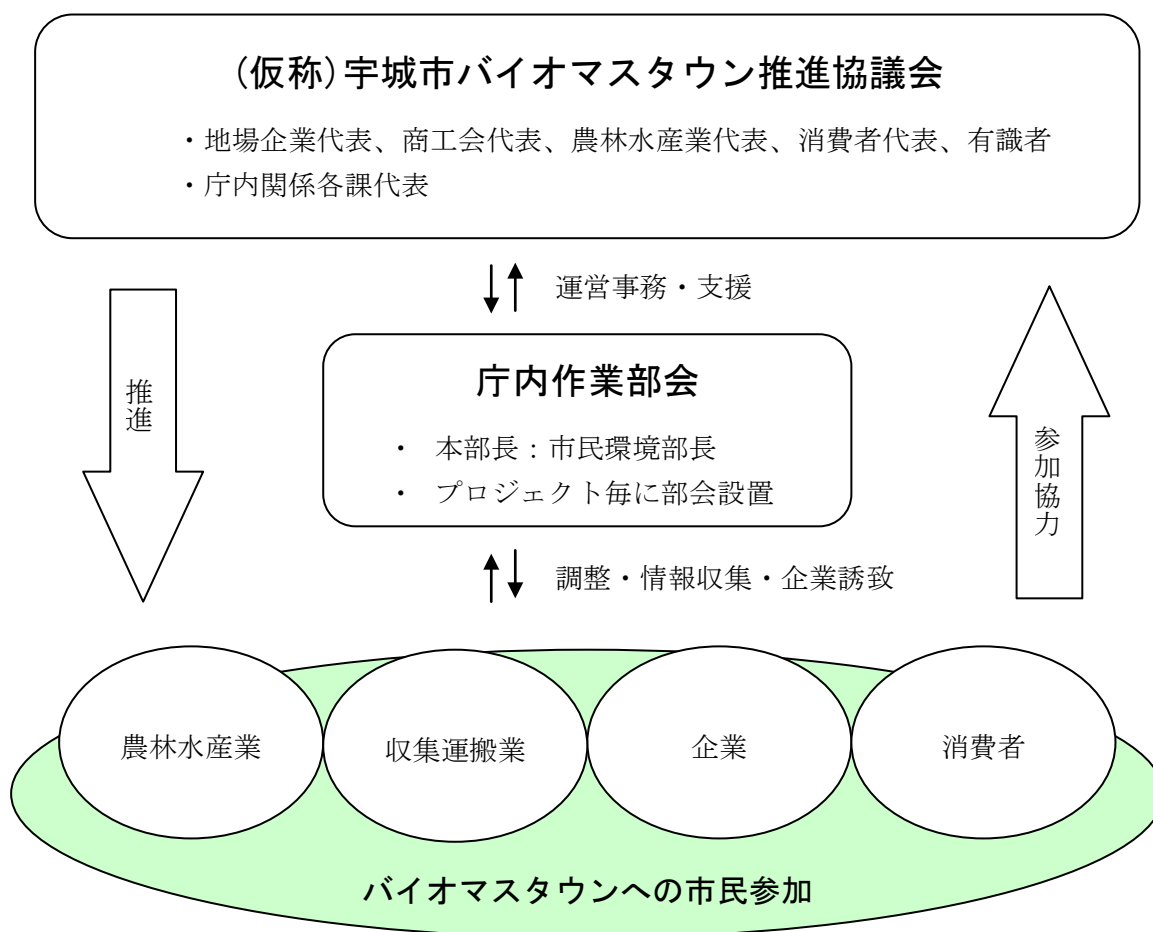 (仮称)宇城市バイオマスタウン推進協議会
・地場企業代表、商工会代表、農林水産業代表、消費者代表、有識者
・庁内関係各課代表
運営事務・支援
推進
庁内作業部会
・ 本部長：市民環境部長
・ プロジェクト毎に部会設置
参加協力
調整・情報収集・企業誘致
農林水産業
収集運搬業
企業
消費者
バイオマスタウンへの市民参加